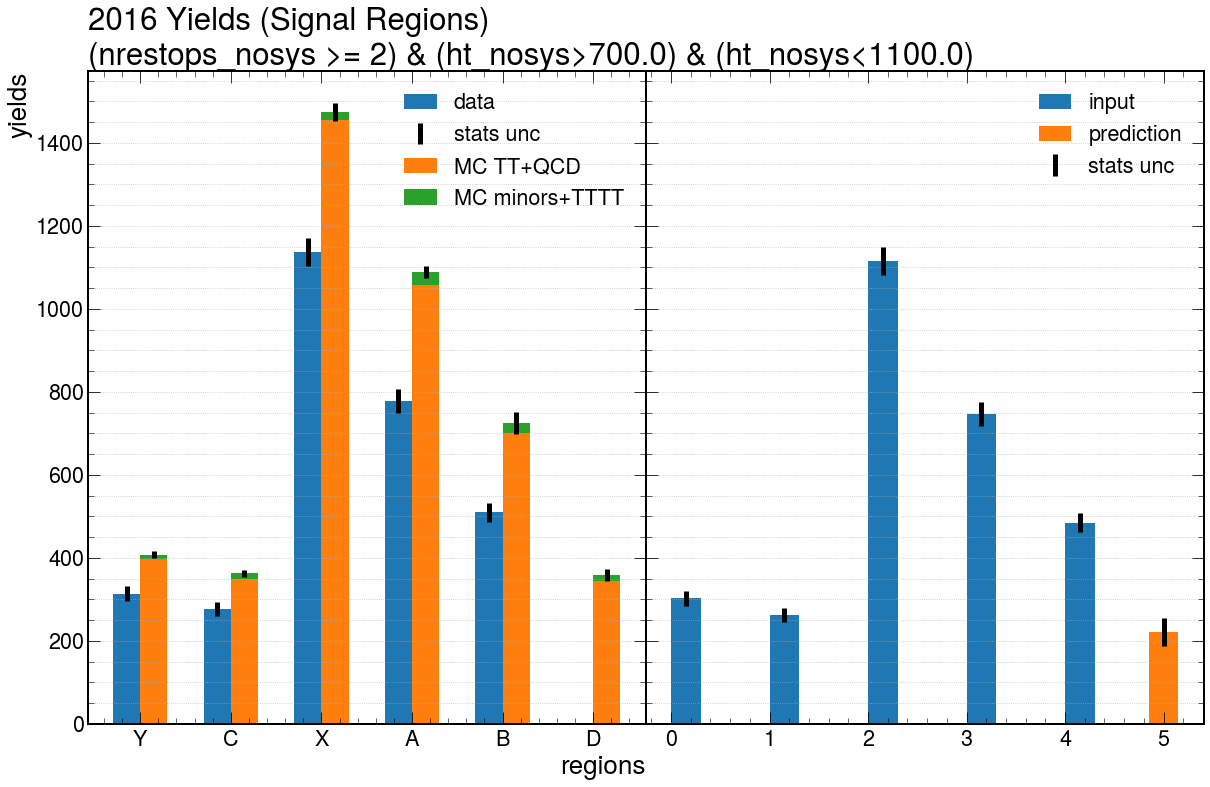 2016 Yields (Signal Regions)
(nrestops_nosys >= 2) & (ht_nosys>700.0) & (ht_nosys<1100.0)
yields
1400
1200
1000
800
600
400
200
0
data
stats unc
MC TT+QCD
MC minors+TTTT
input
prediction
stats unc
Y C X A B D
0 1 2 3 4 5
regions